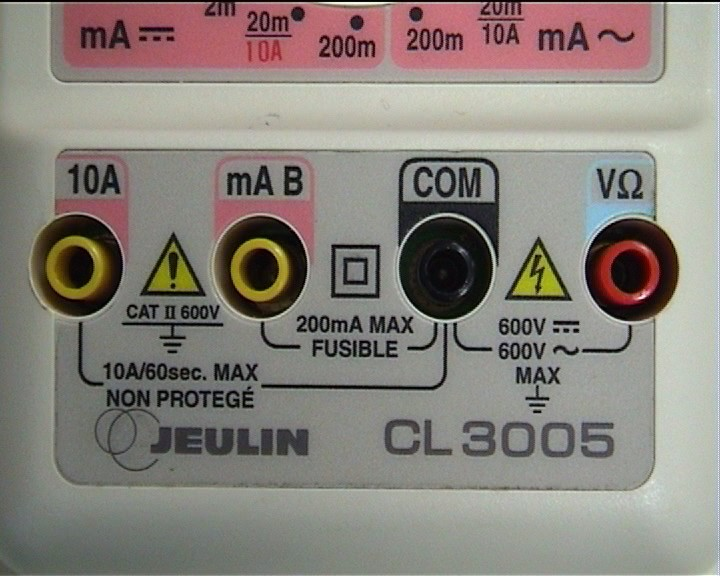 mA
2m
20m
10A
200m
200m
20m
10A
mA
10A
mA B
COM
VΩ
CAT II 600V
200mA MAX
FUSIBLE
600V
600V
MAX
10A/60sec. MAX
NON PROTEGÉ
JEULIN
CL 3005